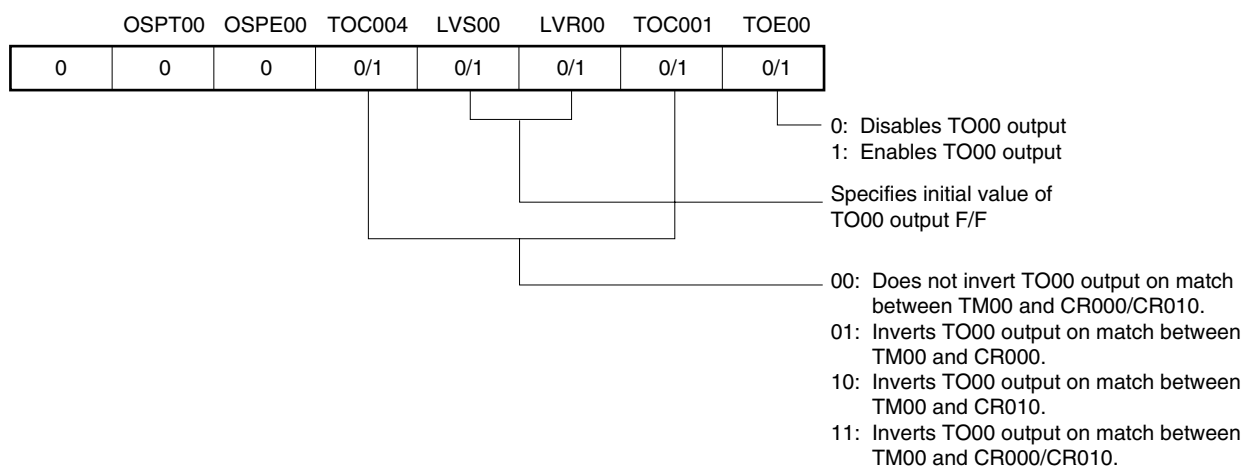 OSPT00 OSPE00 TOC004 LVS00 LVR00 TOC001 TOE00
0 0 0 0/1 0/1 0/1 0/1 0/1
0: Disables TO00 output
1: Enables TO00 output
Specifies initial value of
TO00 output F/F
00: Does not invert TO00 output on match
between TM00 and CR000/CR010.
01: Inverts TO00 output on match between
TM00 and CR000.
10: Inverts TO00 output on match between
TM00 and CR010.
11: Inverts TO00 output on match between
TM00 and CR000/CR010.